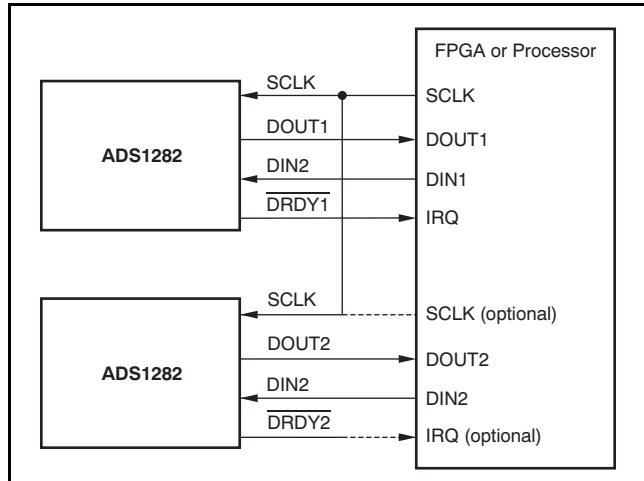 FPGA or Processor
SCLK
SCLK
DOUT1
DOUT1
ADS1282
DIN2
DIN1
DRDY1
IRQ
SCLK
SCLK (optional)
DOUT2
DOUT2
ADS1282
DIN2
DIN2
DRDY2
IRQ (optional)